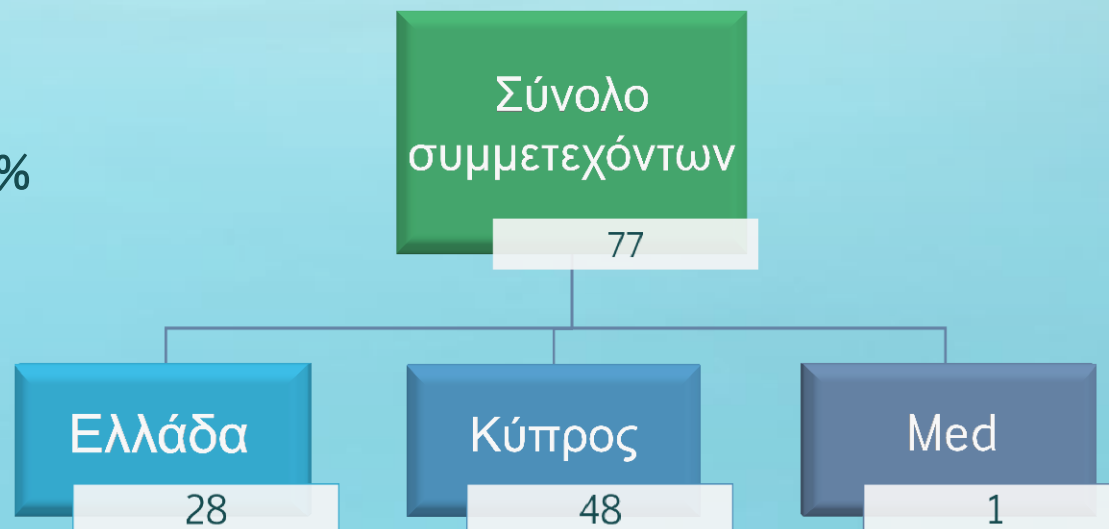 %
Σύνολο
συμμετεχόντων
77
Ελλάδα
Κύπρος
Med
28
48
1